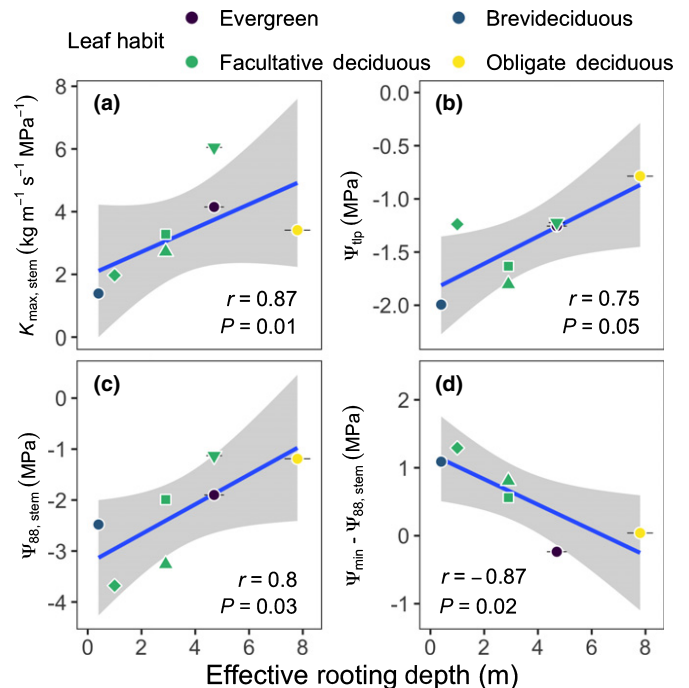 Leaf habit
Evergreen
Brevideciduous
Facultative deciduous
Obligate deciduous
(a)
K max, stem (kg m−1 s−1 MPa−1)
8
6
4
2
0
r = 0.87
P = 0.01
(b)
Ψtlp (MPa)
0.0
-0.5
-1.0
-1.5
-2.0
r = 0.75
P = 0.05
(c)
Ψ88, stem (MPa)
0
-1
-2
-3
-4
r = 0.8
P = 0.03
0 2 4 6 8
(d)
Ψmin - Ψ88, stem (MPa)
2
1
0
-1
r = −0.87
P = 0.02
0 2 4 6 8
Effective rooting depth (m)